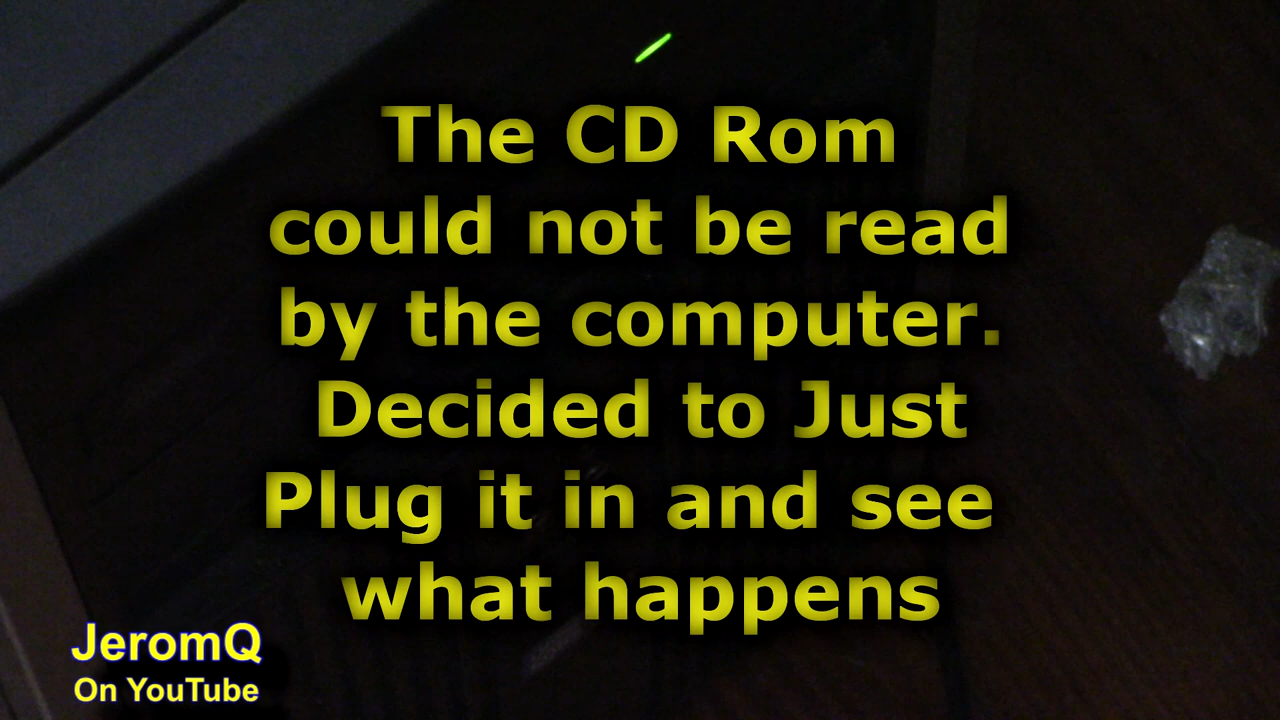 The CD Rom
could not be read
by the computer.
Decided to Just
Plug it in and see
what happens
JeromQ
On YouTube